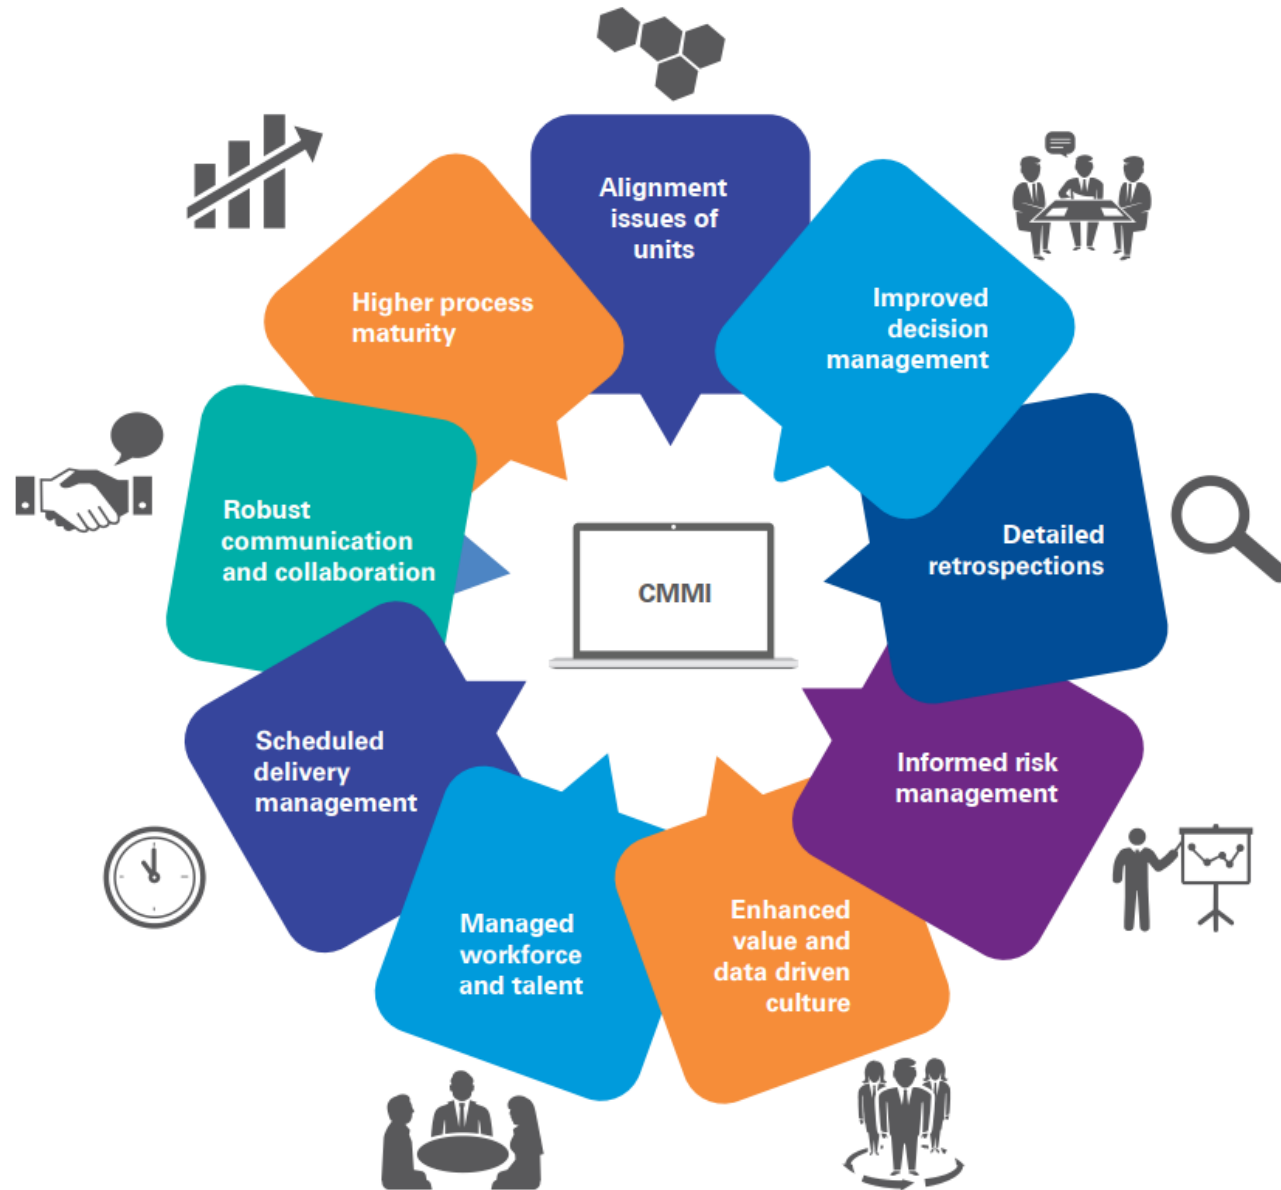 Alignment
issues of
units
Improved
decision
management
Detailed
retrospections
Informed risk
management
Enhanced
value and
data driven
culture
Managed
workforce
and talent
Scheduled
delivery
management
Robust
communication
and collaboration
Higher process
maturity
CMMI